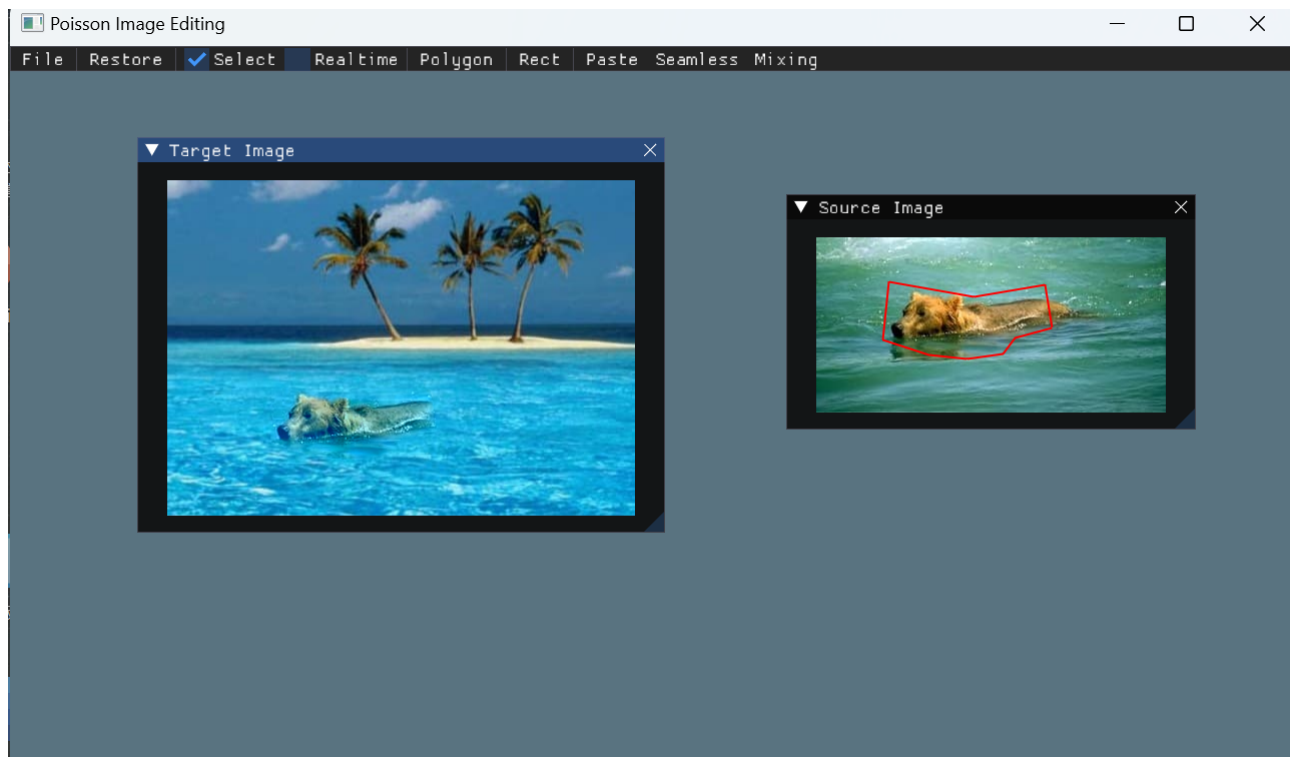 Poisson Image Editing
File Restore Select Realtime Polygon Rect Paste Seamless Mixing
Target Image
Source Image